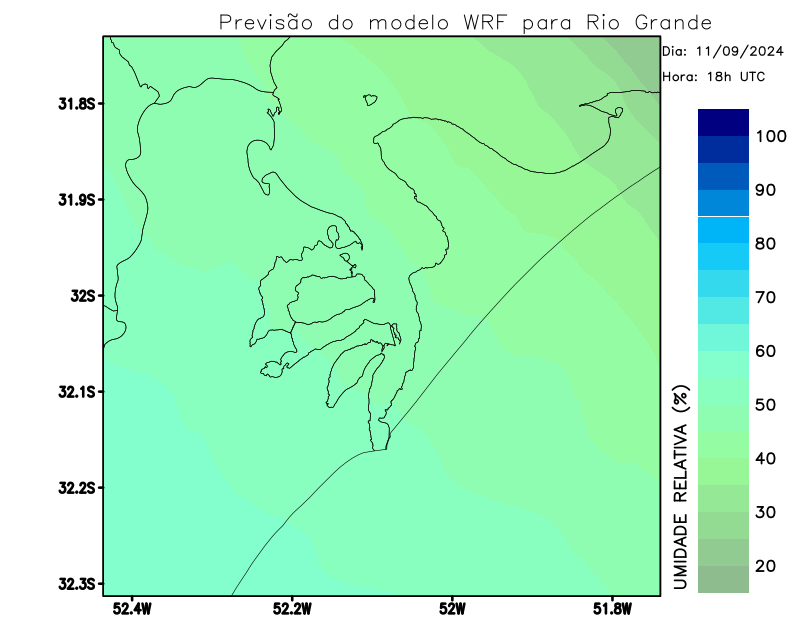 Previsão do modelo WRF para Rio Grande
Dia: 11/09/2024
Hora: 18h UTC
31.8S
31.9S
32S
32.1S
32.2S
32.3S
52.4W
52.2W
52W
51.8W
UMIDADE RELATIVA (%)
100
90
80
70
60
50
40
30
20